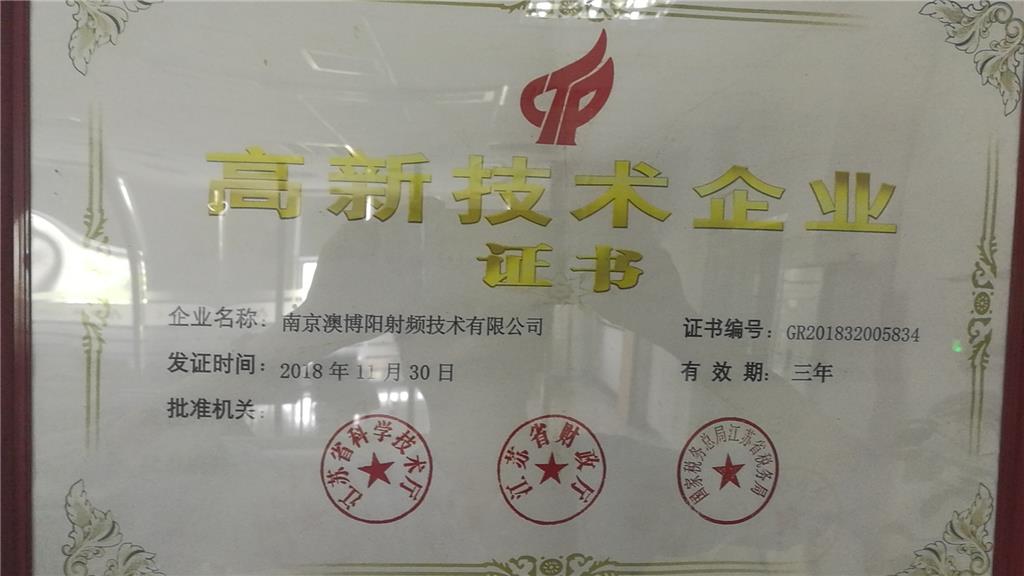 高新技术企业
证书
企业名称：南京澳博阳射频技术有限公司
证书编号：GR201832005834
发证时间：2018年11月30日
有效期：三年
批准机关：
江苏省科学技术厅
江苏省财政厅
国家税务总局江苏省税务局